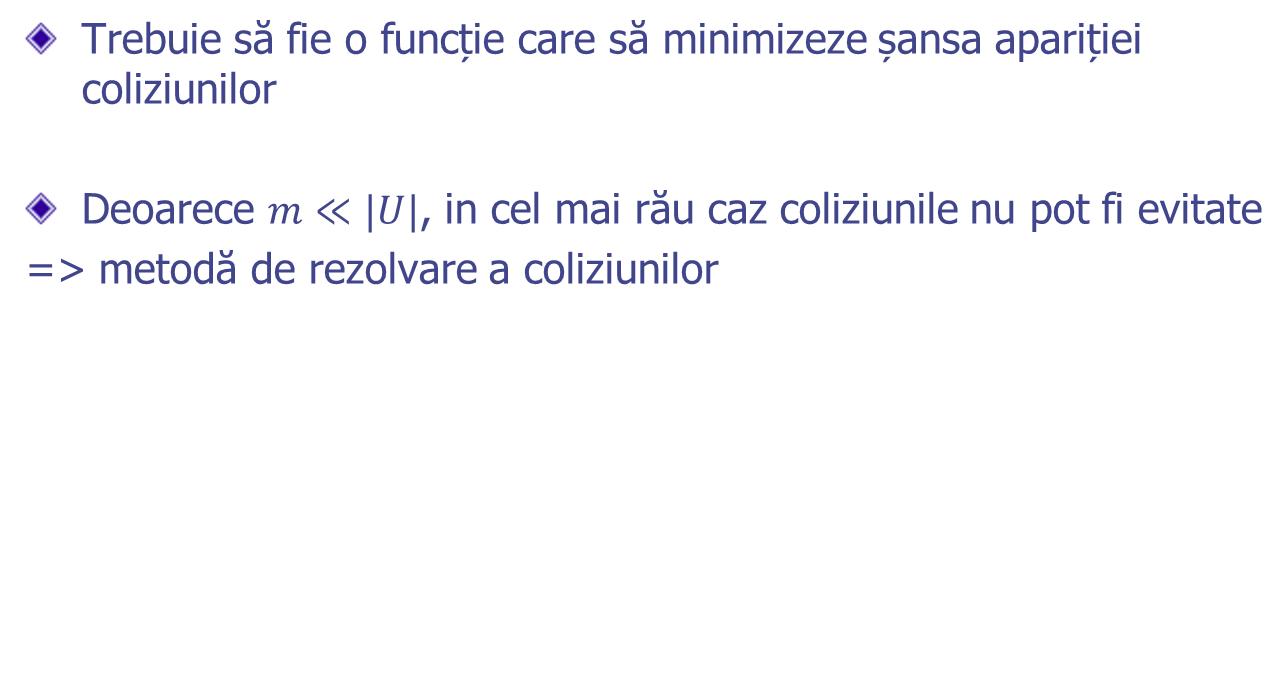 Trebuie să fie o funcție care să minimizeze șansa apariției
coliziunilor
Deoarece m ≪ |U|, in cel mai rău caz coliziunile nu pot fi evitate
=> metodă de rezolvare a coliziunilor